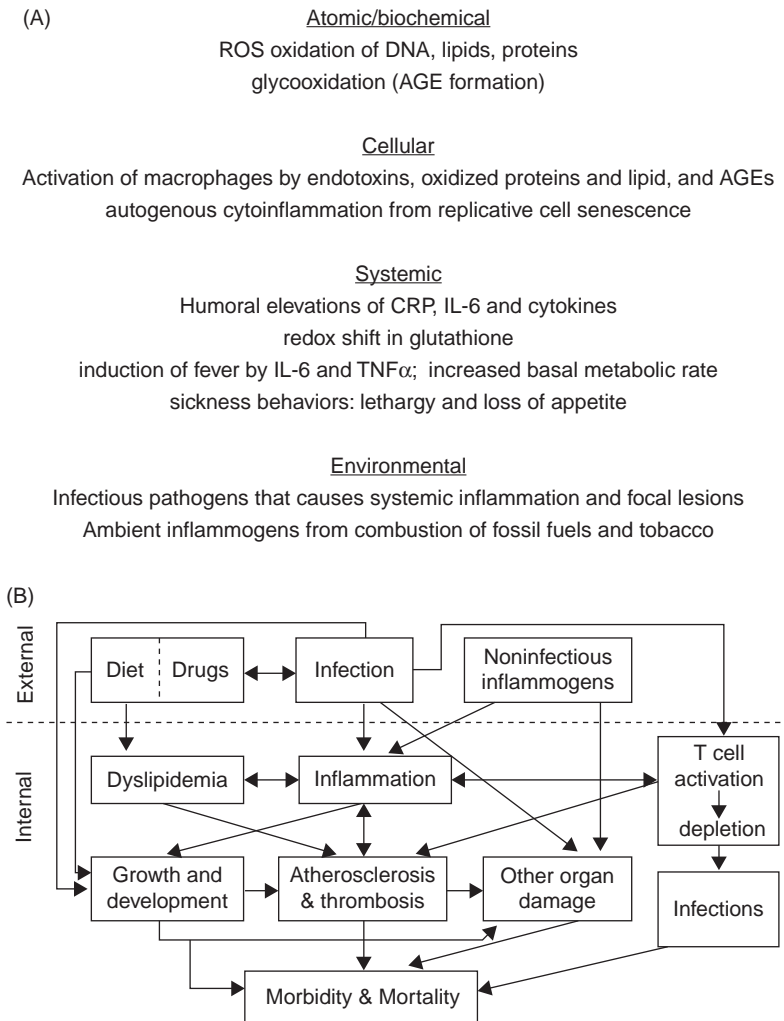 (A)
Atomic/biochemical
ROS oxidation of DNA, lipids, proteins
glycooxidation (AGE formation)
Cellular
Activation of macrophages by endotoxins, oxidized proteins and lipid, and AGEs
autogenous cytoinflammation from replicative cell senescence
Systemic
Humoral elevations of CRP, IL-6 and cytokines
redox shift in glutathione
induction of fever by IL-6 and TNFα; increased basal metabolic rate
sickness behaviors: lethargy and loss of appetite
Environmental
Infectious pathogens that causes systemic inflammation and focal lesions
Ambient inflammogens from combustion of fossil fuels and tobacco
(B)
External
Diet
Drugs
Infection
Noninfectious
inflammogens
Internal
Dyslipidemia
Inflammation
T cell
activation
depletion
Growth and
development
Atherosclerosis
& thrombosis
Other organ
damage
Infections
Morbidity & Mortality